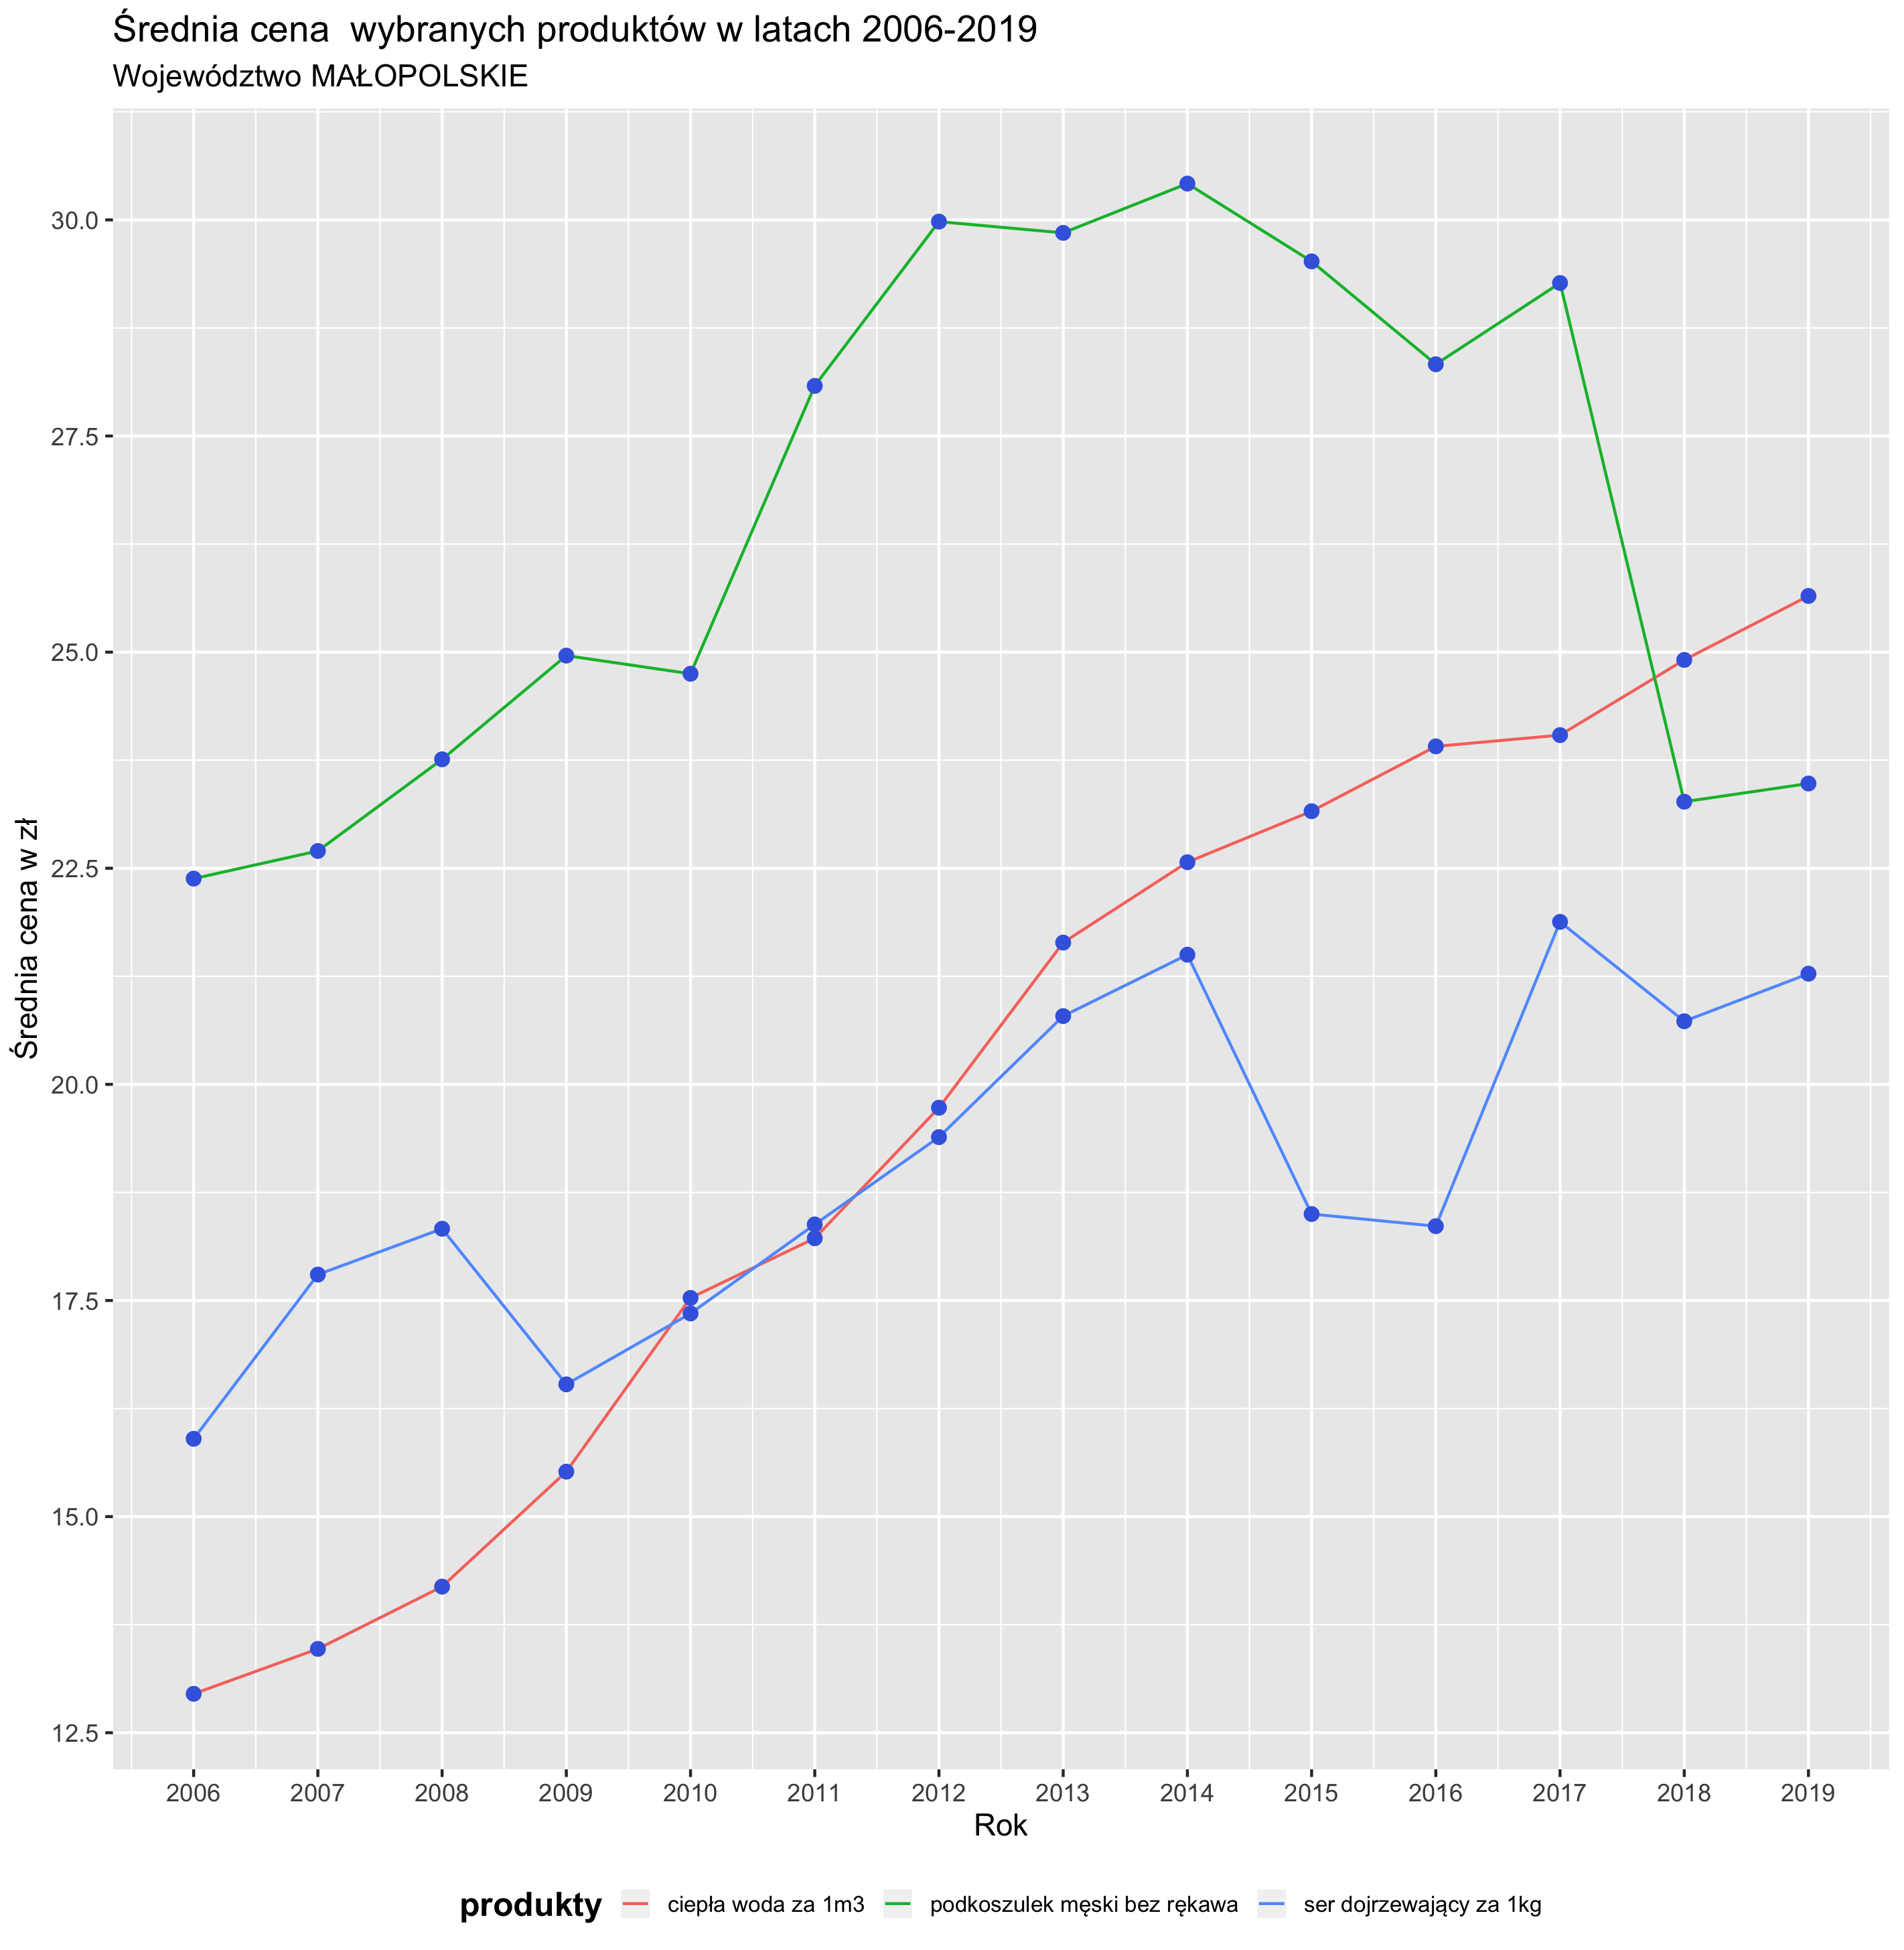 Średnia cena  wybranych produktów w latach 2006-2019
Województwo MAŁOPOLSKIE
Średnia cena w zł
30.0
27.5
25.0
22.5
20.0
17.5
15.0
12.5
2006 2007 2008 2009 2010 2011 2012 2013 2014 2015 2016 2017 2018 2019
Rok
produkty ciepła woda za 1m3 podkoszulek męski bez rękawa ser dojrzewający za 1kg